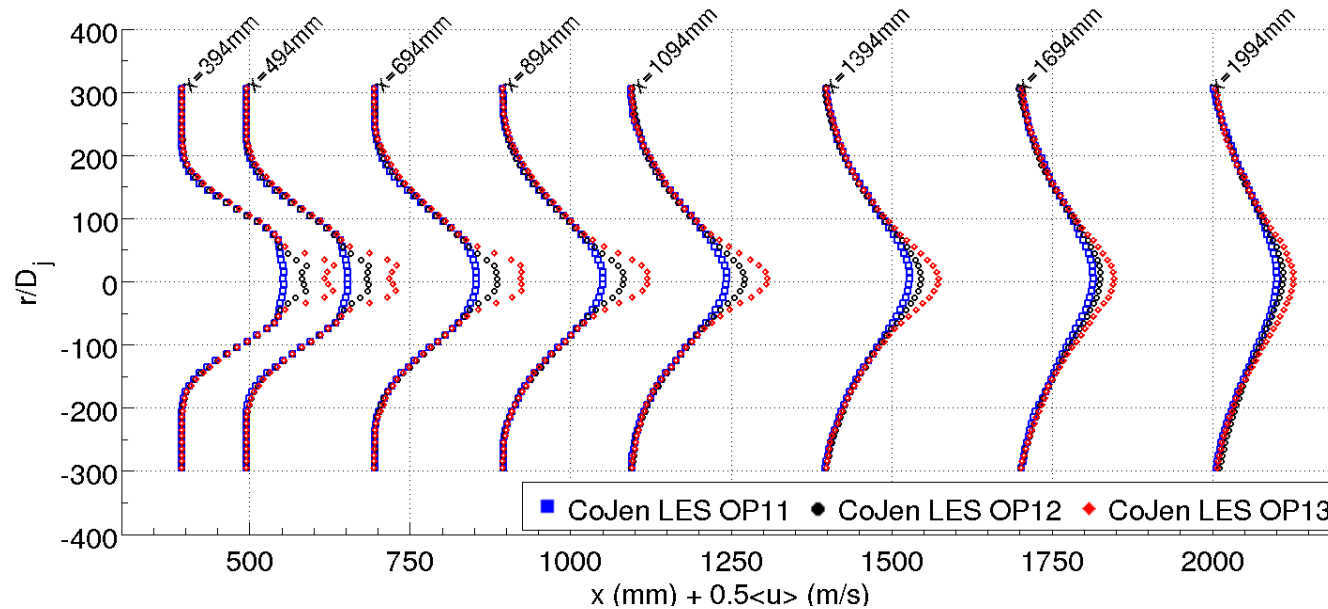 x=394mm
x=494mm
x=694mm
x=894mm
x=1094mm
x=1394mm
x=1694mm
x=1994mm
400
300
200
100
0
-100
-200
-300
-400
r/D_j
CoJen LES OP11 CoJen LES OP12 CoJen LES OP13
500 750 1000 1250 1500 1750 2000
x (mm) + 0.5<u> (m/s)